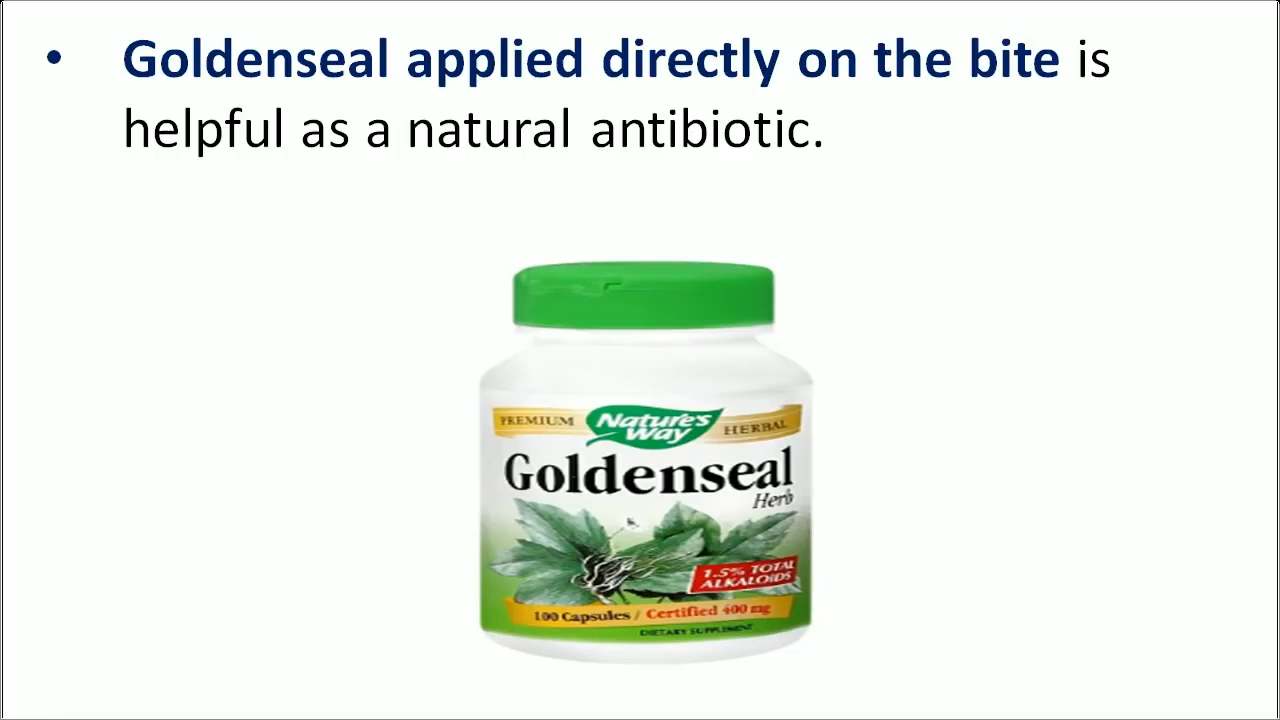 • Goldenseal applied directly on the bite is
helpful as a natural antibiotic.
PREMIUM Nature's Way HERBAL
Goldenseal
Herb
1.5% TOTAL
ALKALOIDS
100 Capsules / Certified 400 mg
DIETARY SUPPLEMENT